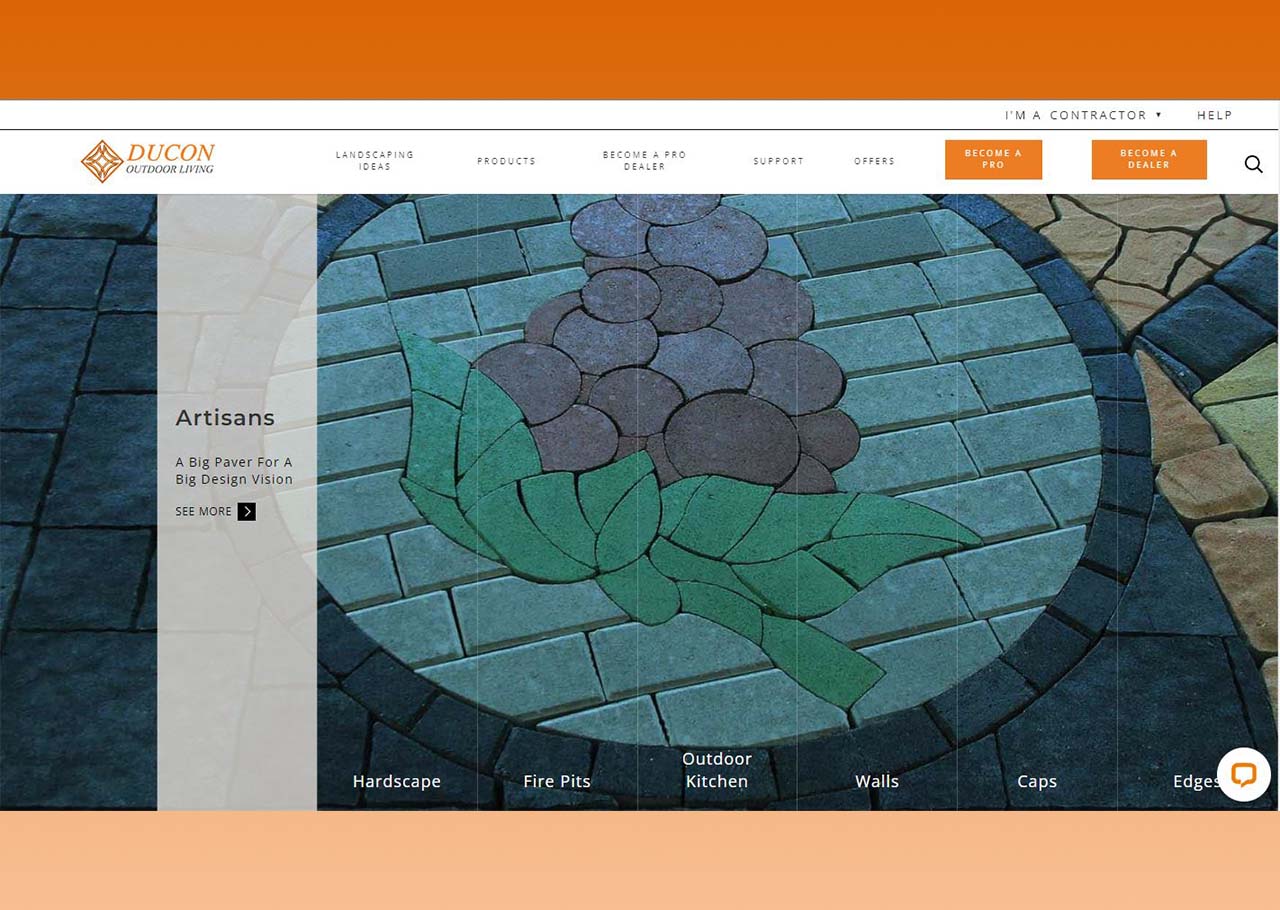 I'M A CONTRACTOR ▼ HELP
DUCON
OUTDOOR LIVING
LANDSCAPING
IDEAS
PRODUCTS
BECOME A PRO
DEALER
SUPPORT
OFFERS
BECOME A
PRO
BECOME A
DEALER
Artisans
A Big Paver For A
Big Design Vision
SEE MORE
Hardscape
Fire Pits
Outdoor
Kitchen
Walls
Caps
Edges